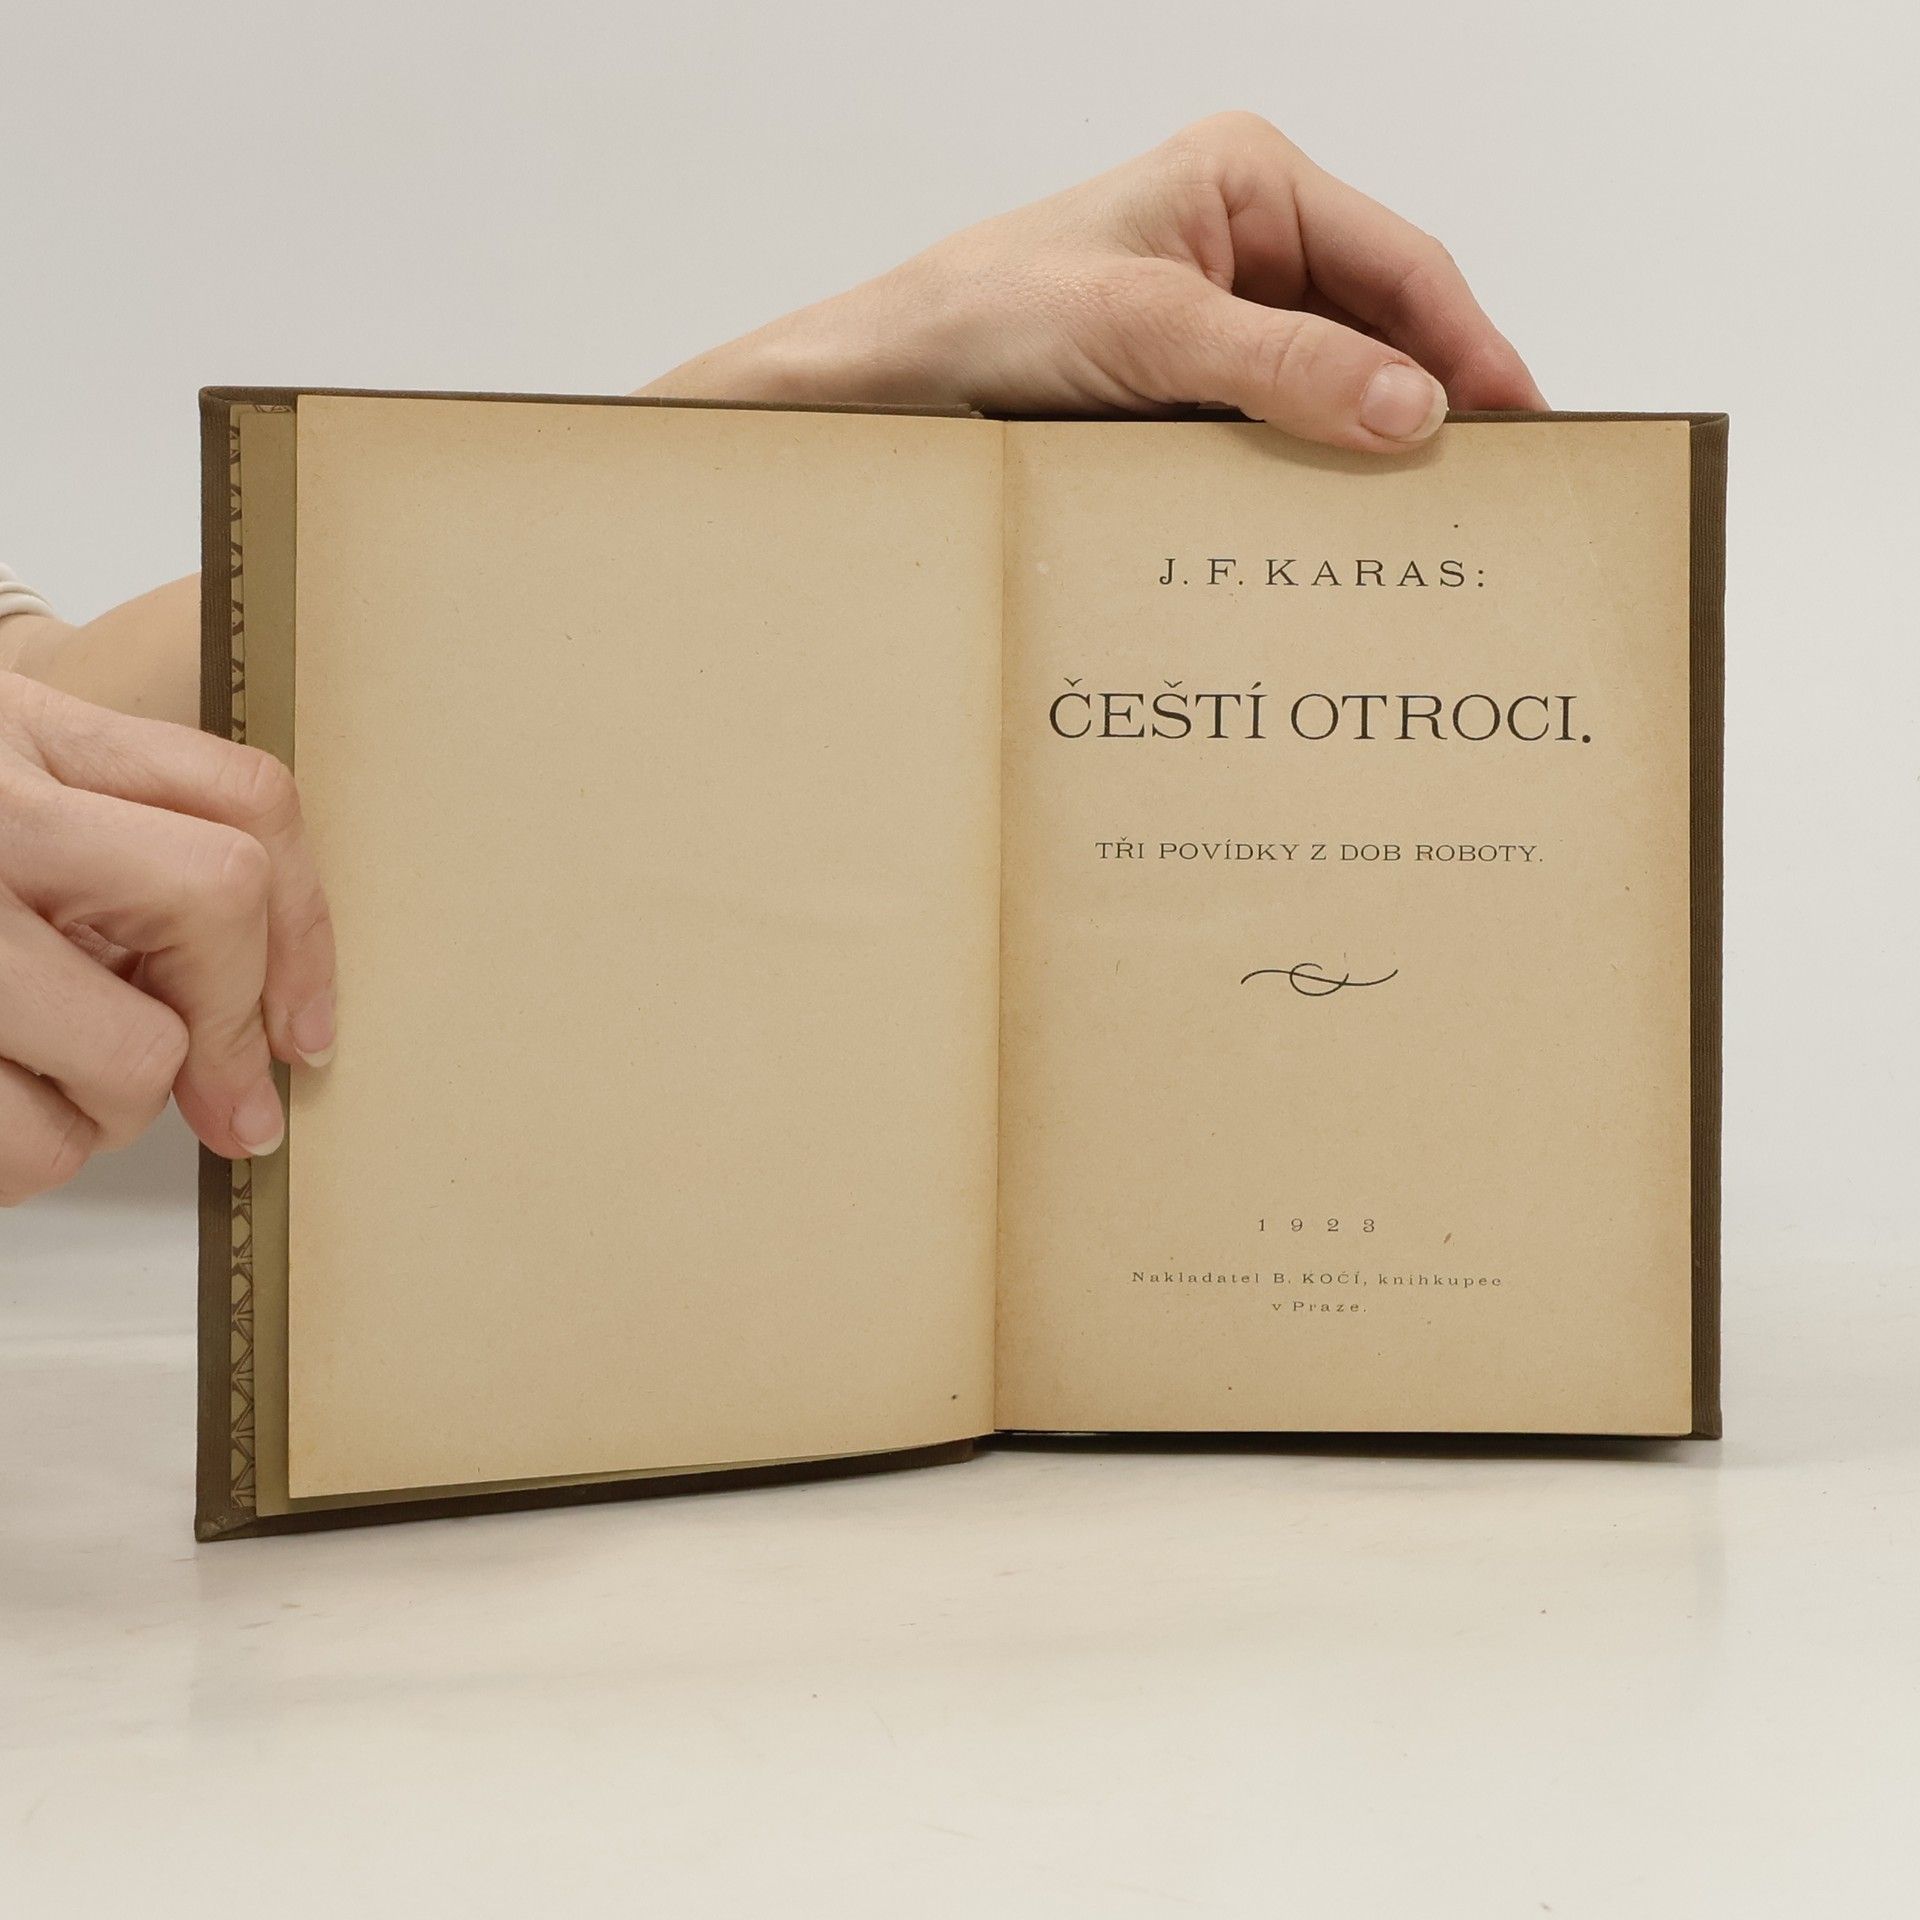 J. F. KARAS:
ČEŠTÍ OTROCI.
TŘI POVÍDKY Z DOB ROBOTY.
1923
Nakladatel B. KOČÍ, knihkupec
v Praze.